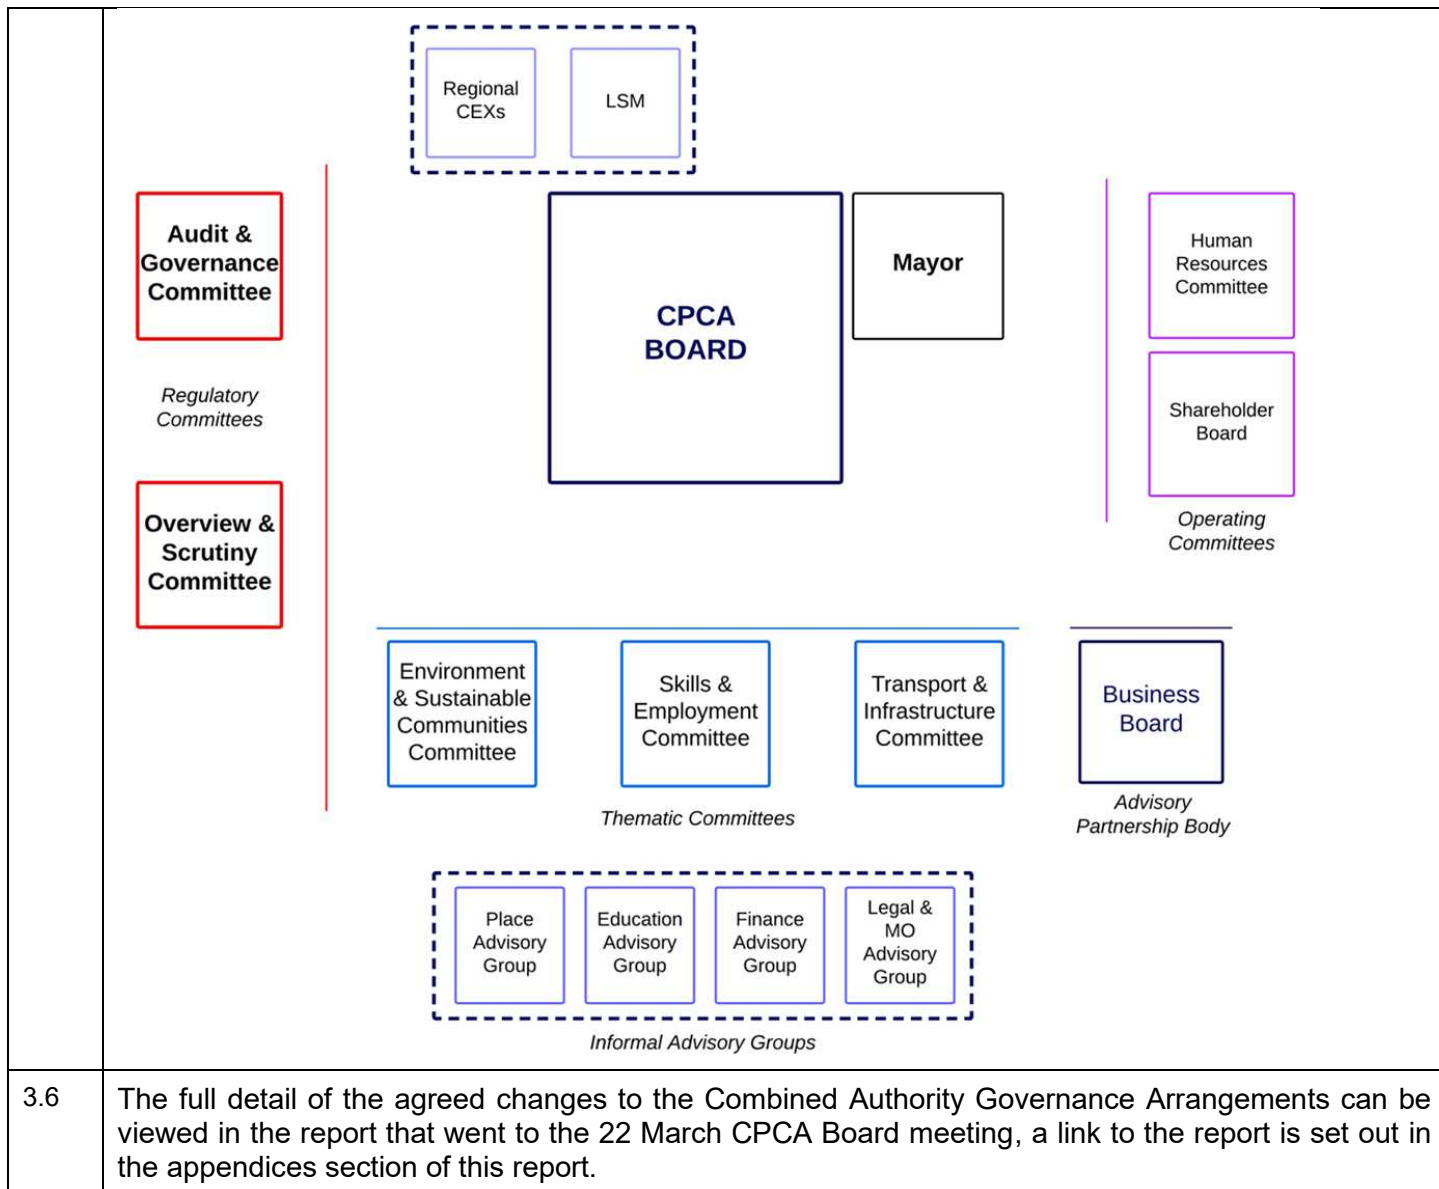 Regional
CEXs
LSM
Audit &
Governance
Committee
Regulatory
Committees
Overview &
Scrutiny
Committee
CPCA
BOARD
Mayor
Human
Resources
Committee
Shareholder
Board
Operating
Committees
Environment
& Sustainable
Communities
Committee
Skills &
Employment
Committee
Transport &
Infrastructure
Committee
Thematic Committees
Business
Board
Advisory
Partnership Body
Place
Advisory
Group
Education
Advisory
Group
Finance
Advisory
Group
Legal &
MO
Advisory
Group
Informal Advisory Groups
3.6
The full detail of the agreed changes to the Combined Authority Governance Arrangements can be
viewed in the report that went to the 22 March CPCA Board meeting, a link to the report is set out in
the appendices section of this report.